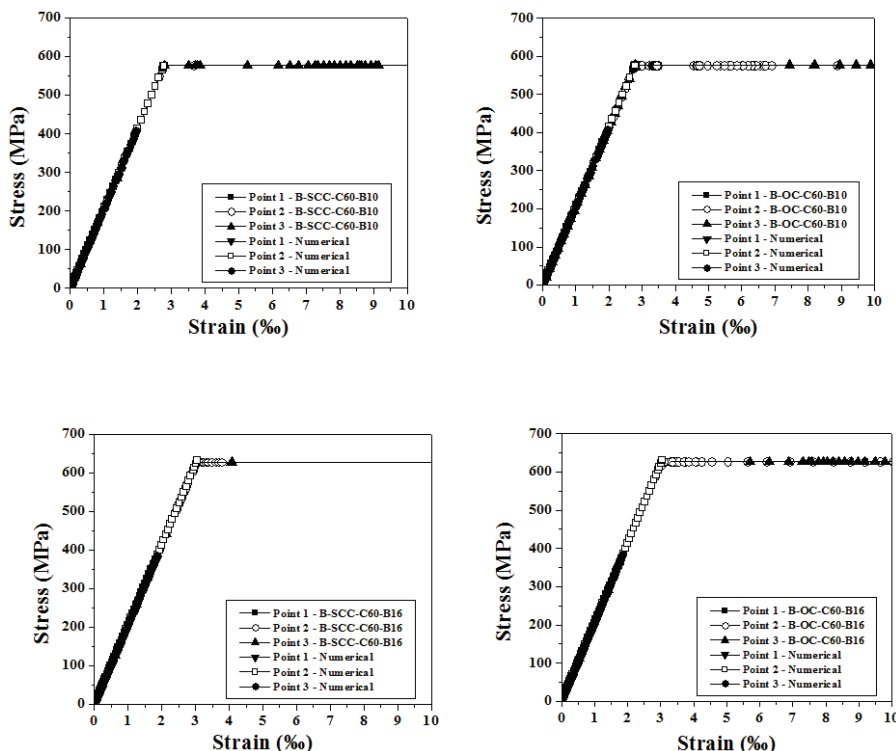 700
600
500
400
300
200
100
0
Stress (MPa)
Point 1 - B-SCC-C60-B10
Point 2 - B-SCC-C60-B10
Point 3 - B-SCC-C60-B10
Point 1 - Numerical
Point 2 - Numerical
Point 3 - Numerical
0 1 2 3 4 5 6 7 8 9 10
Strain (‰)
700
600
500
400
300
200
100
0
Stress (MPa)
Point 1 - B-OC-C60-B10
Point 2 - B-OC-C60-B10
Point 3 - B-OC-C60-B10
Point 1 - Numerical
Point 2 - Numerical
Point 3 - Numerical
0 1 2 3 4 5 6 7 8 9 10
Strain (‰)
700
600
500
400
300
200
100
0
Stress (MPa)
Point 1 - B-SCC-C60-B16
Point 2 - B-SCC-C60-B16
Point 3 - B-SCC-C60-B16
Point 1 - Numerical
Point 2 - Numerical
Point 3 - Numerical
0 1 2 3 4 5 6 7 8 9 10
Strain (‰)
700
600
500
400
300
200
100
0
Stress (MPa)
Point 1 - B-OC-C60-B16
Point 2 - B-OC-C60-B16
Point 3 - B-OC-C60-B16
Point 1 - Numerical
Point 2 - Numerical
Point 3 - Numerical
0 1 2 3 4 5 6 7 8 9 10
Strain (‰)